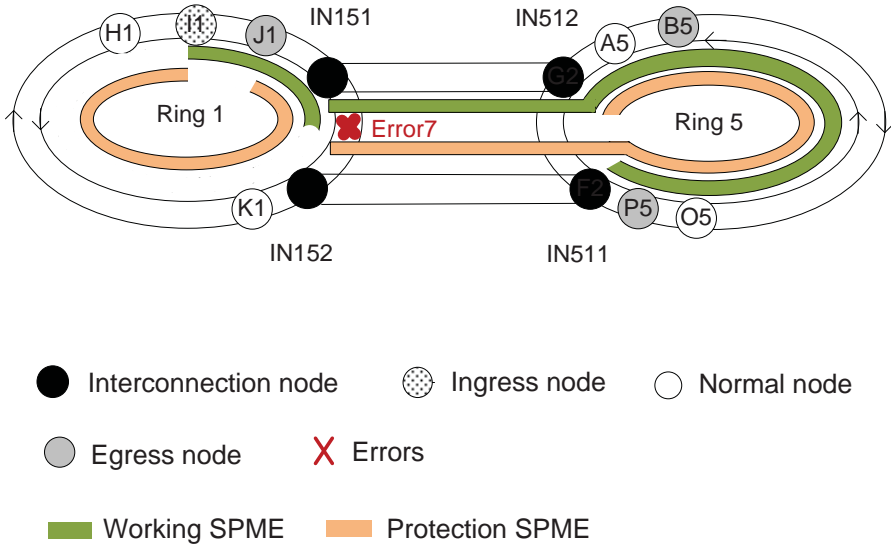 IN151 IN512
H1 I1 J1 A5 B5
G2
Ring 1 Error7 Ring 5
K1 F2 P5 O5
IN152 IN511
Interconnection node Ingress node Normal node
Egress node Errors
Working SPME Protection SPME